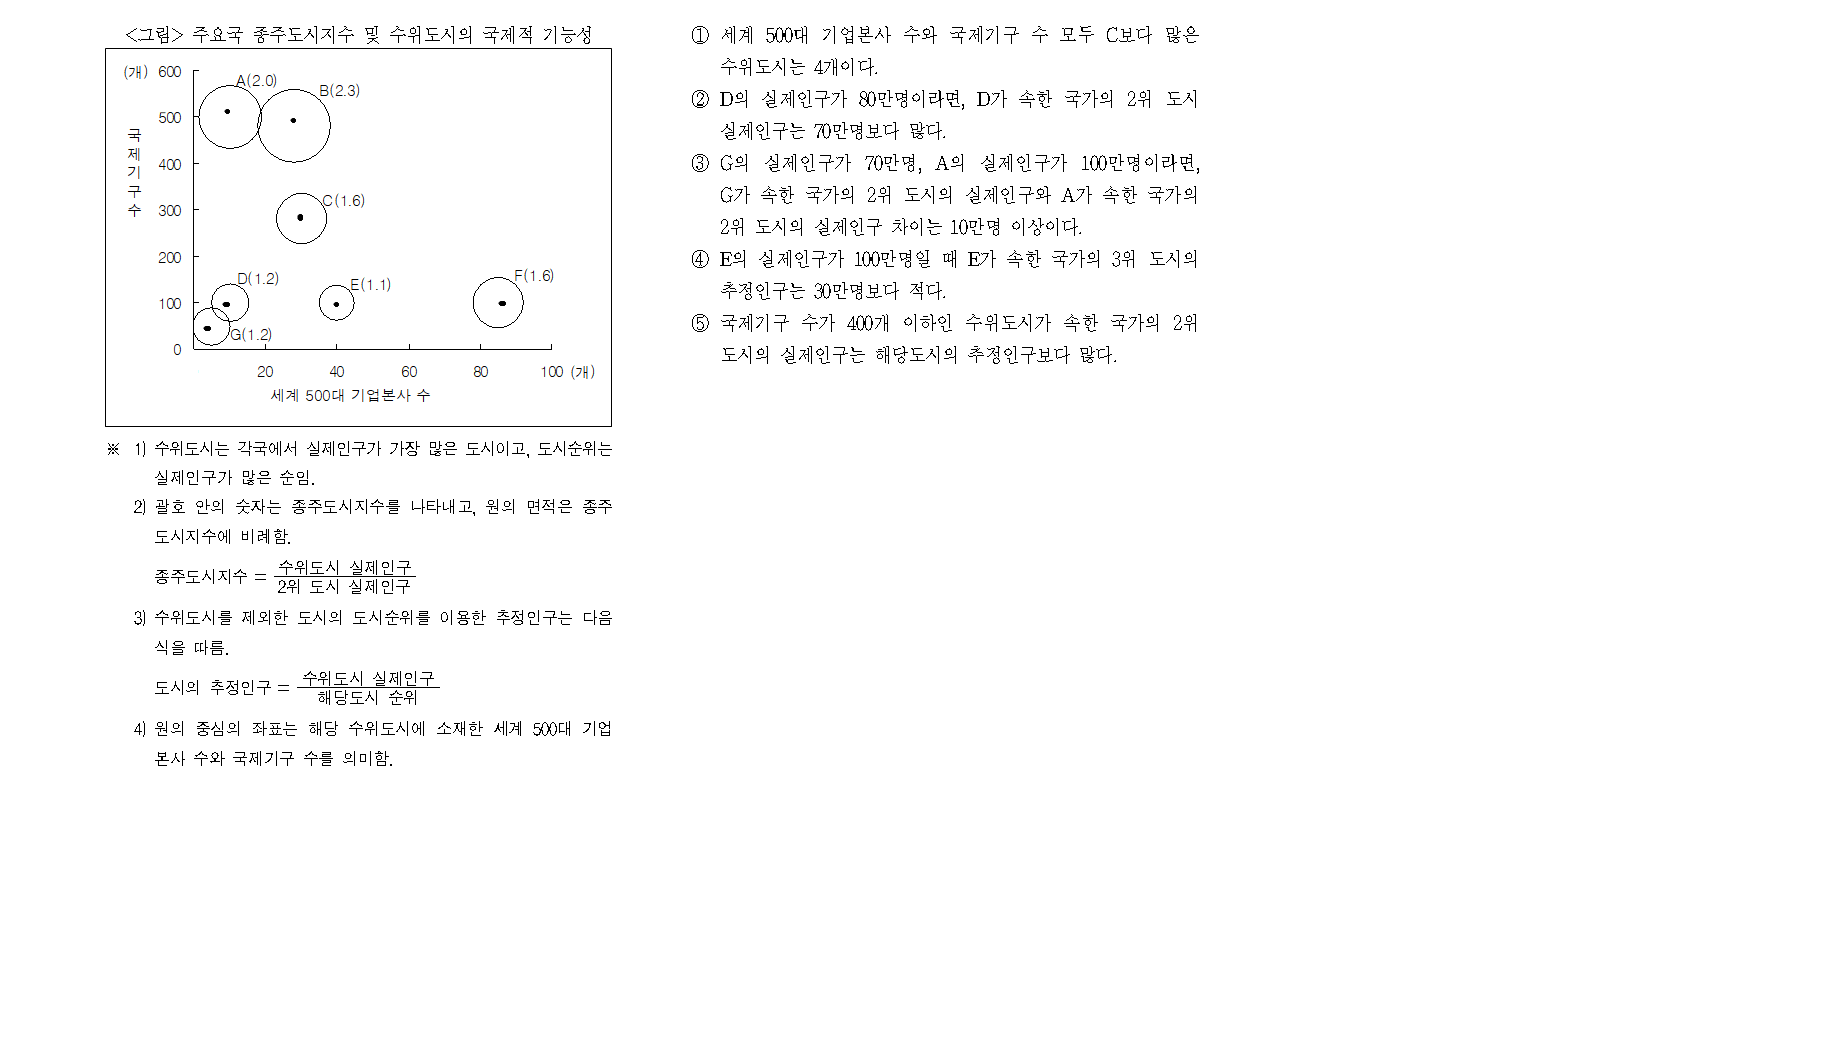 <그림> 주요국 종주도시지수 및 수위도시의 국제적 기능성
(개) 600
A(2.0)
B(2.3)
500
국제기구수
400
C(1.6)
300
200
D(1.2)
E(1.1)
F(1.6)
100
G(1.2)
0
20 40 60 80 100 (개)
세계 500대 기업본사 수
※ 1) 수위도시는 각국에서 실제인구가 가장 많은 도시이고, 도시순위는
실제인구가 많은 순임.
2) 괄호 안의 숫자는 종주도시지수를 나타내고, 원의 면적은 종주
도시지수에 비례함.
종주도시지수 = 수위도시 실제인구
2위 도시 실제인구
3) 수위도시를 제외한 도시의 도시순위를 이용한 추정인구는 다음
식을 따름.
도시의 추정인구 = 수위도시 실제인구
해당도시 순위
4) 원의 중심의 좌표는 해당 수위도시에 소재한 세계 500대 기업
본사 수와 국제기구 수를 의미함.
① 세계 500대 기업본사 수와 국제기구 수 모두 C보다 많은
수위도시는 4개이다.
② D의 실제인구가 80만명이라면, D가 속한 국가의 2위 도시
실제인구는 70만명보다 많다.
③ G의 실제인구가 70만명, A의 실제인구가 100만명이라면,
G가 속한 국가의 2위 도시의 실제인구와 A가 속한 국가의
2위 도시의 실제인구 차이는 10만명 이상이다.
④ E의 실제인구가 100만명일 때 E가 속한 국가의 3위 도시의
추정인구는 30만명보다 적다.
⑤ 국제기구 수가 400개 이하인 수위도시가 속한 국가의 2위
도시의 실제인구는 해당도시의 추정인구보다 많다.